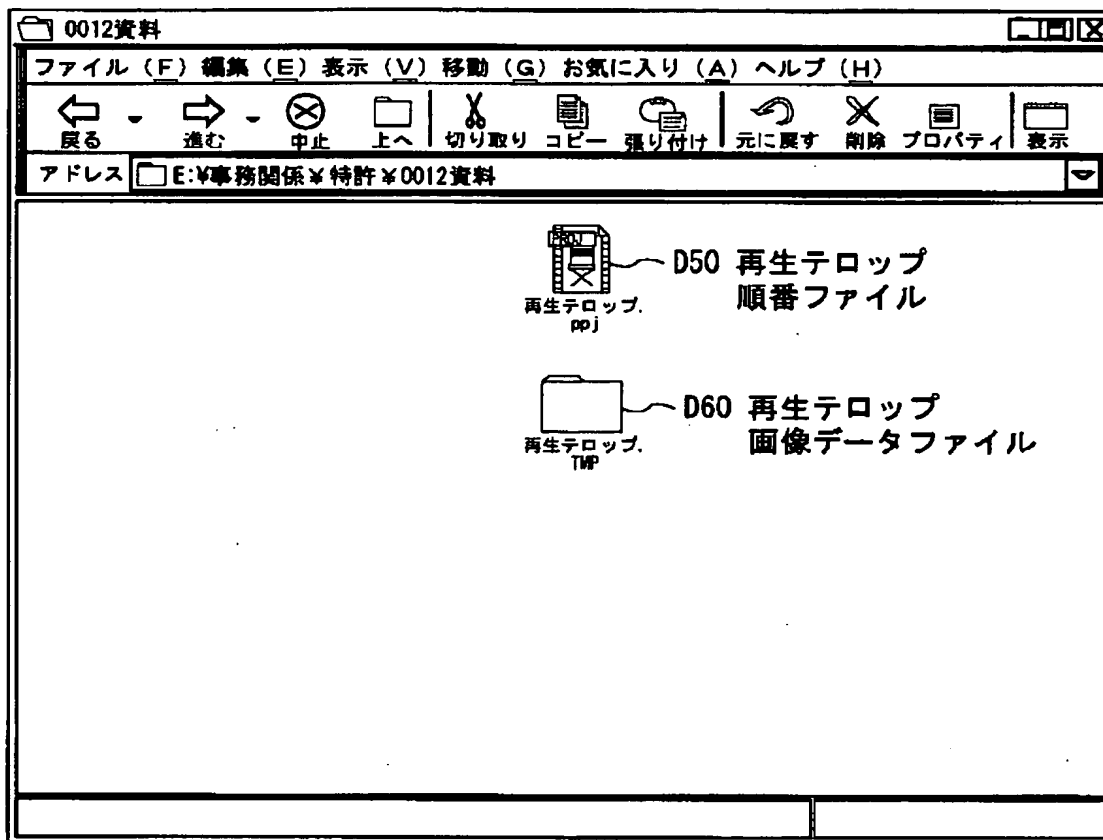 0012資料
ファイル (F) 編集 (E) 表示 (V) 移動 (G) お気に入り (A) ヘルプ (H)
戻る 進む 中止 上へ 切り取り コピー 張り付け 元に戻す 削除 プロパティ 表示
アドレス E:¥事務関係¥特許¥0012資料
PROJ
D50 再生テロップ
順番ファイル
再生テロップ.
ppj
D60 再生テロップ
画像データファイル
再生テロップ.
TMP